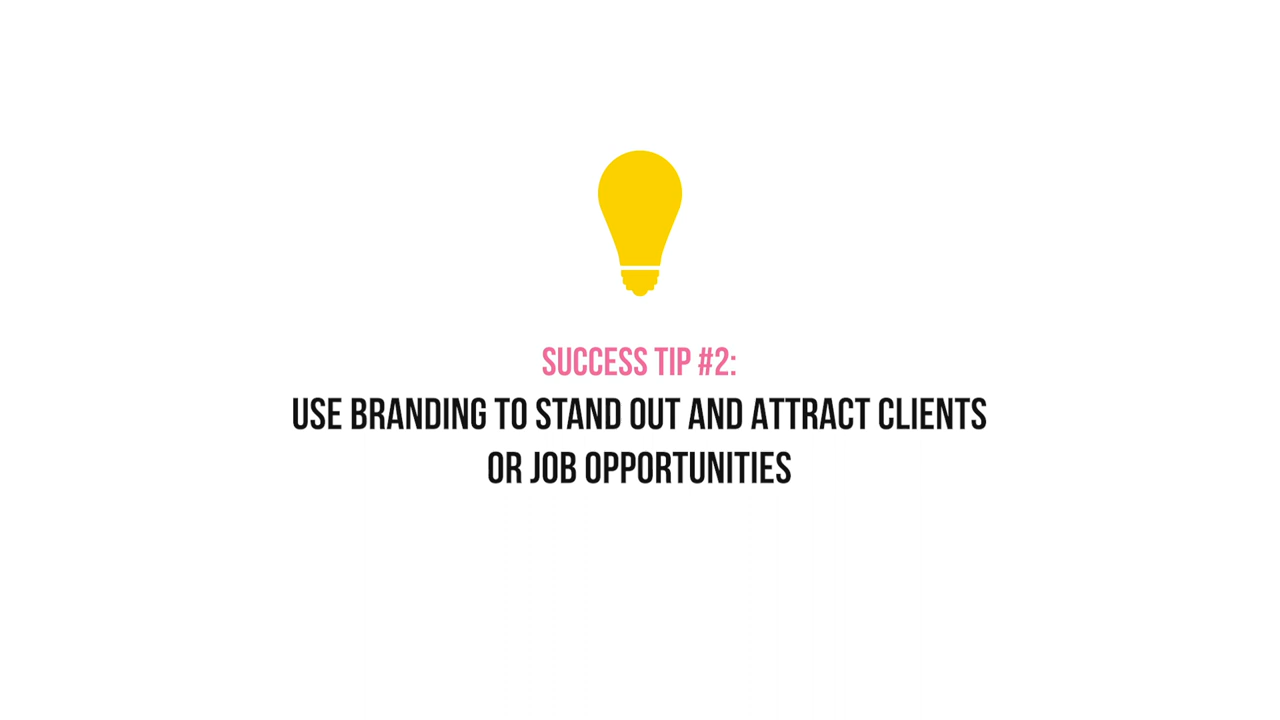 SUCCESS TIP #2:
USE BRANDING TO STAND OUT AND ATTRACT CLIENTS
OR JOB OPPORTUNITIES